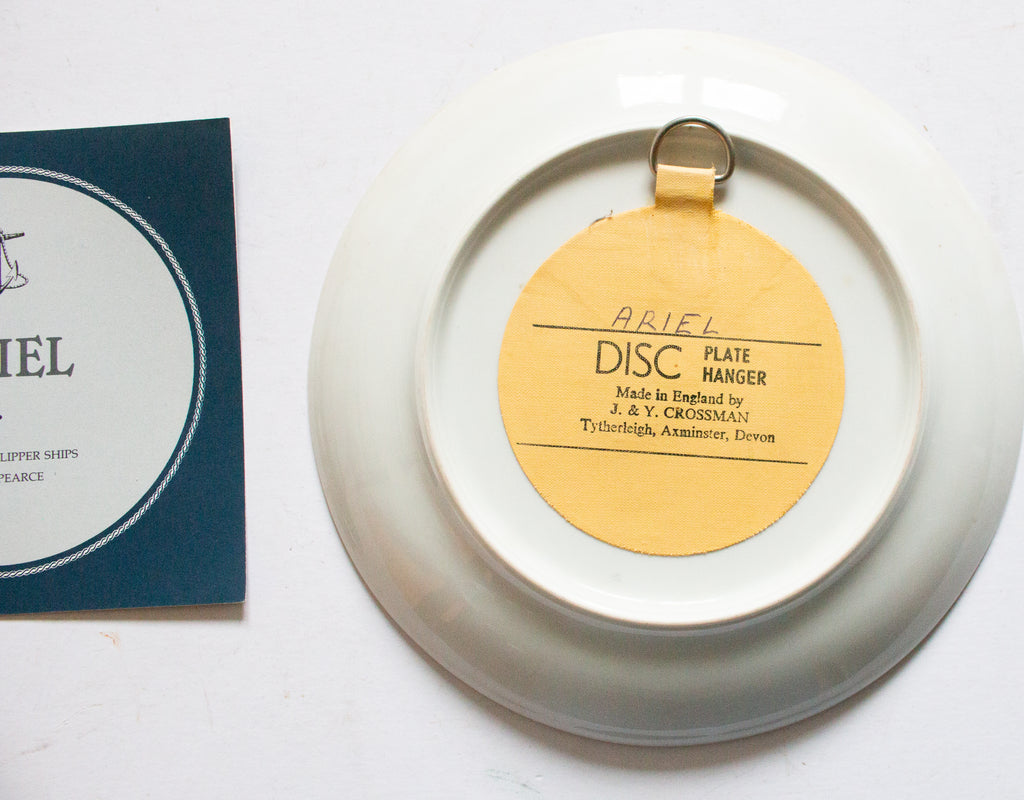 IEL
LIPPER SHIPS
PEARCE
ARIEL
DISC PLATE HANGER
Made in England by
J. & Y. CROSSMAN
Tytherleigh, Axminster, Devon